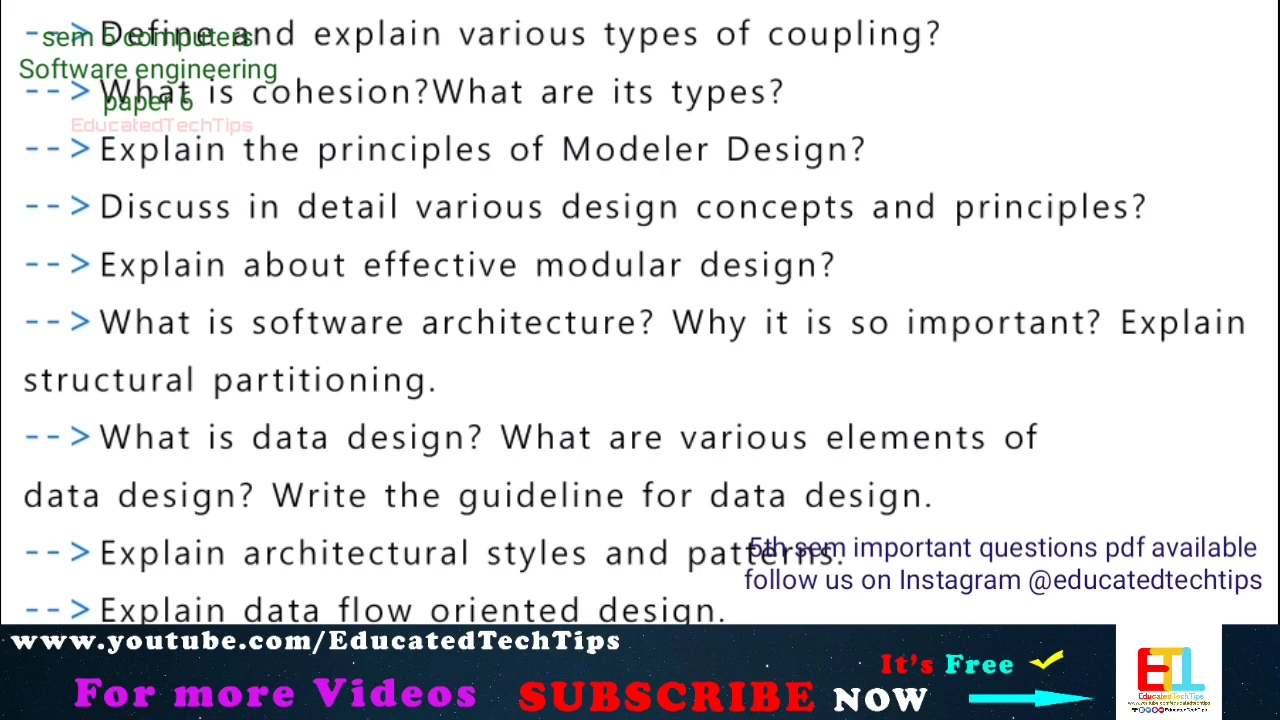 --> Define and explain various types of coupling?
sem 5 computers
Software engineering
--> What is cohesion?What are its types?
paper 6
EducatedTechTips
--> Explain the principles of Modeler Design?
--> Discuss in detail various design concepts and principles?
--> Explain about effective modular design?
--> What is software architecture? Why it is so important? Explain
structural partitioning.
--> What is data design? What are various elements of
data design? Write the guideline for data design.
--> Explain architectural styles and patterns.
5th sem important questions pdf available
follow us on Instagram @educatedtechtips
--> Explain data flow oriented design.
www.youtube.com/EducatedTechTips
It's Free
For more Videos SUBSCRIBE NOW
ETL
EducatedTechTips